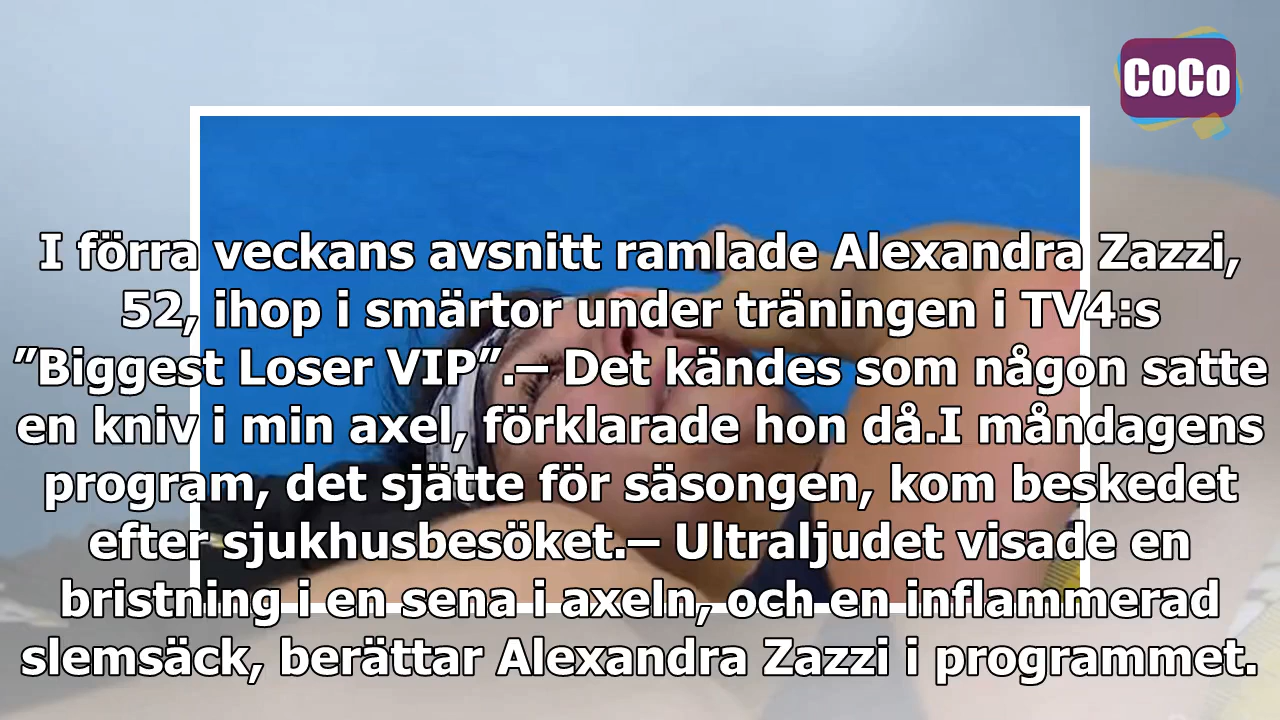 CoCo
I förra veckans avsnitt ramlade Alexandra Zazzi,
52, ihop i smärtor under träningen i TV4:s
”Biggest Loser VIP”.– Det kändes som någon satte
en kniv i min axel, förklarade hon då.I måndagens
program, det sjätte för säsongen, kom beskedet
efter sjukhusbesöket.– Ultraljudet visade en
bristning i en sena i axeln, och en inflammerad
slemsäck, berättar Alexandra Zazzi i programmet.